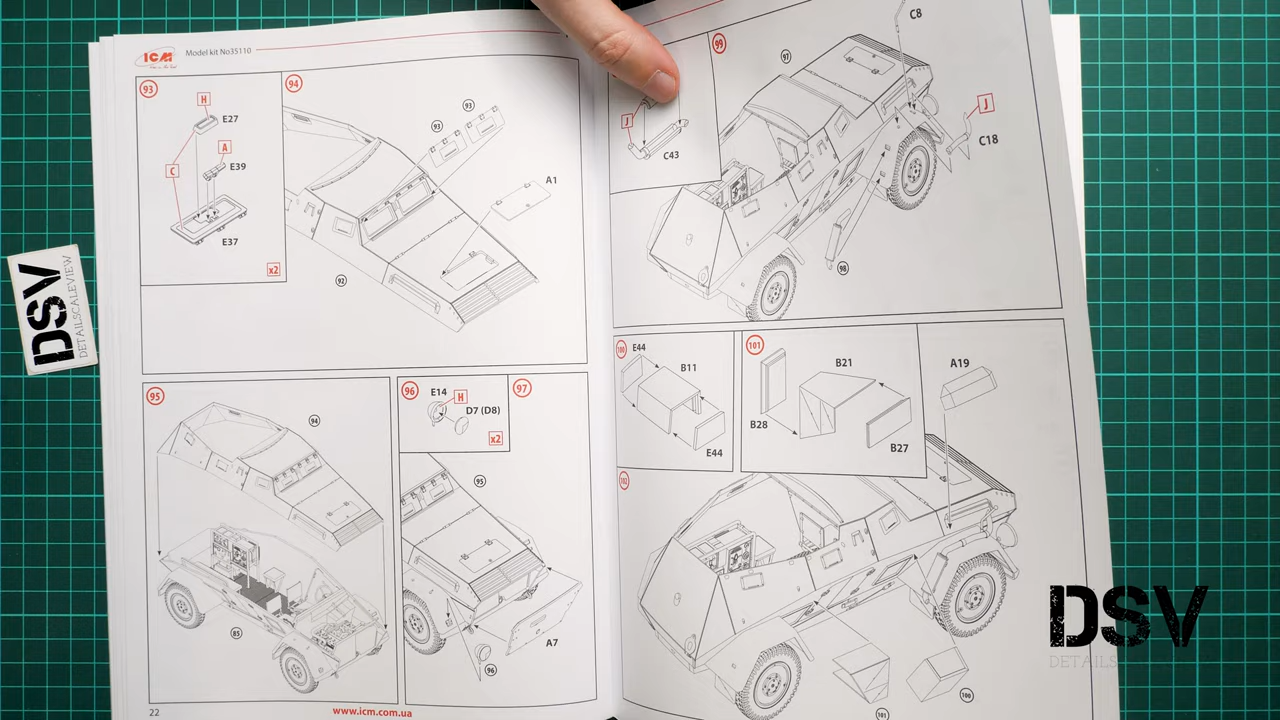 ICM
Model kit No35110
93
H
E27
A
E39
C
E37
x2
94
93
93
A1
92
95
94
85
96
E14
H
D7 (D8)
x2
97
95
A7
96
22
www.icm.com.ua
J
C43
99
97
C8
J
C18
98
100
E44
B11
E44
101
B21
B28
B27
A19
102
101
100
DSV
DETAILSCALEVIEW
DSV
DETAILS